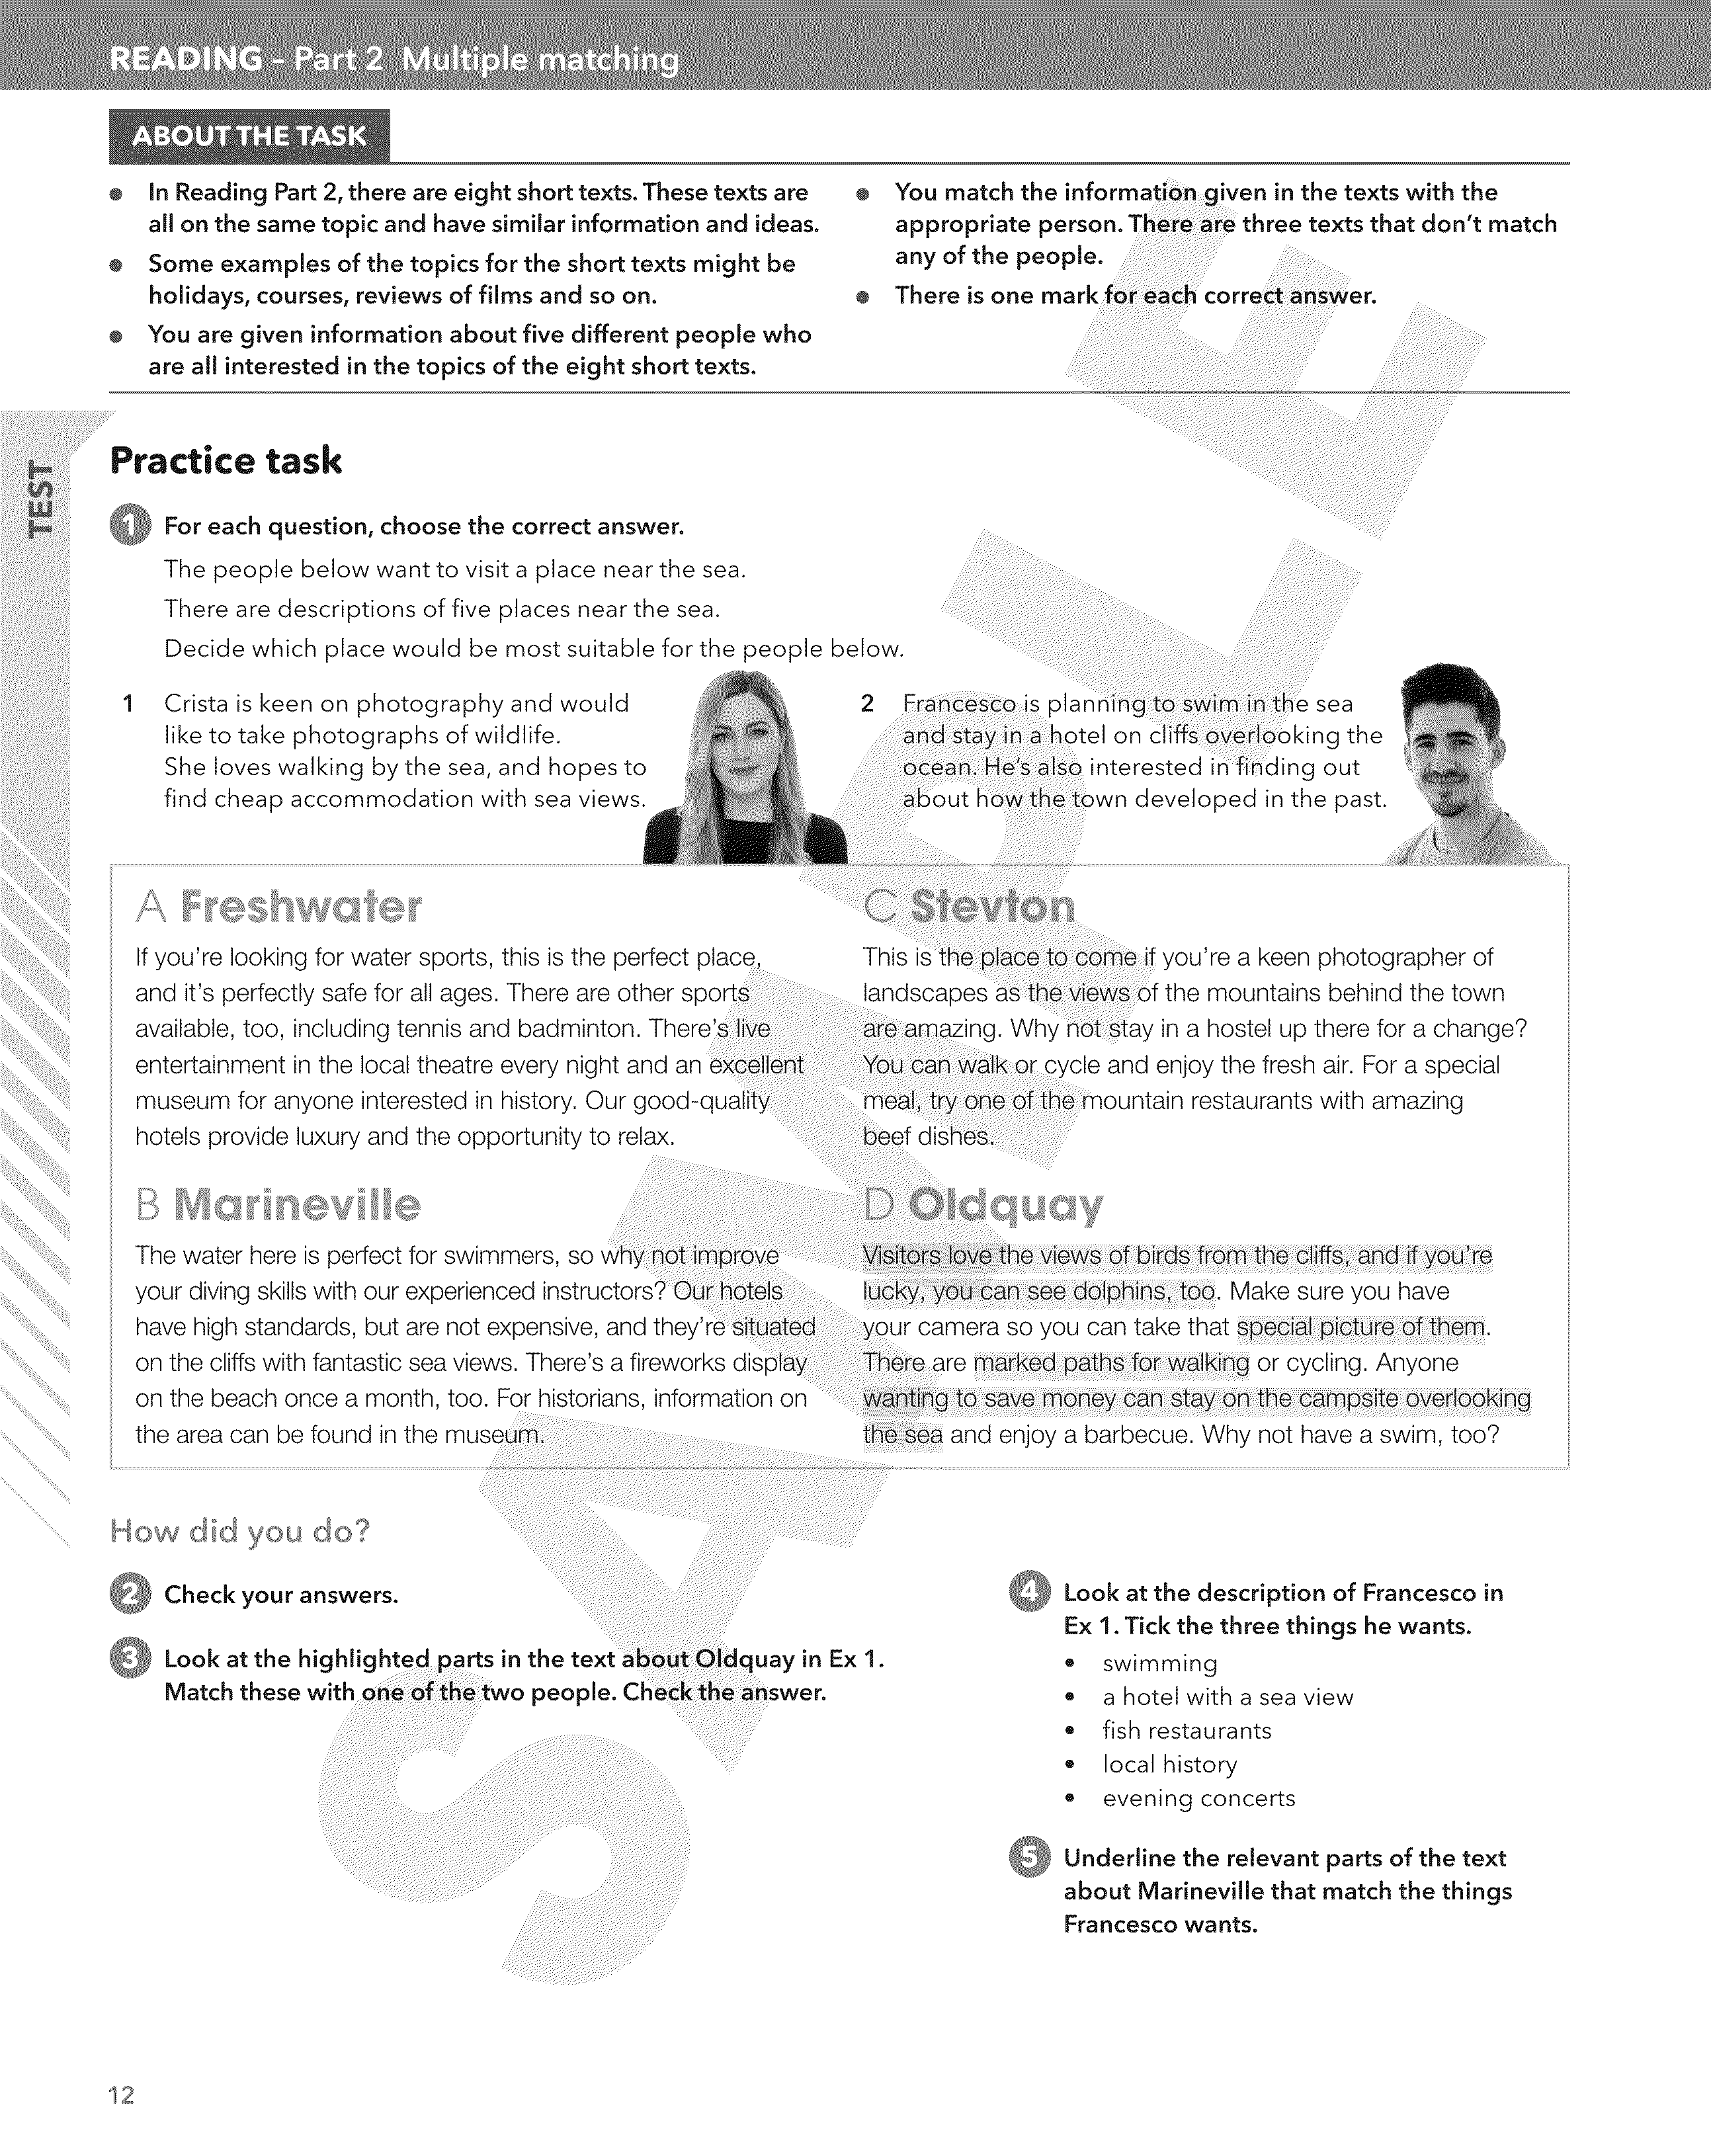 READING - Part 2 Multiple matching
ABOUT THE TASK
● In Reading Part 2, there are eight short texts. These texts are
all on the same topic and have similar information and ideas.
● Some examples of the topics for the short texts might be
holidays, courses, reviews of films and so on.
● You are given information about five different people who
are all interested in the topics of the eight short texts.
● You match the information given in the texts with the
appropriate person. There are three texts that don't match
any of the people.
● There is one mark for each correct answer.
TEST
Practice task
1 For each question, choose the correct answer.
The people below want to visit a place near the sea.
There are descriptions of five places near the sea.
Decide which place would be most suitable for the people below.
1 Crista is keen on photography and would
like to take photographs of wildlife.
She loves walking by the sea, and hopes to
find cheap accommodation with sea views.
2 Francesco is planning to swim in the sea
and stay in a hotel on cliffs overlooking the
ocean. He's also interested in finding out
about how the town developed in the past.
A Freshwater
If you're looking for water sports, this is the perfect place,
and it's perfectly safe for all ages. There are other sports
available, too, including tennis and badminton. There's live
entertainment in the local theatre every night and an excellent
museum for anyone interested in history. Our good-quality
hotels provide luxury and the opportunity to relax.
B Marineville
The water here is perfect for swimmers, so why not improve
your diving skills with our experienced instructors? Our hotels
have high standards, but are not expensive, and they're situated
on the cliffs with fantastic sea views. There's a fireworks display
on the beach once a month, too. For historians, information on
the area can be found in the museum.
C Stevton
This is the place to come if you're a keen photographer of
landscapes as the views of the mountains behind the town
are amazing. Why not stay in a hostel up there for a change?
You can walk or cycle and enjoy the fresh air. For a special
meal, try one of the mountain restaurants with amazing
beef dishes.
D Oldquay
Visitors love the views of birds from the cliffs, and if you're
lucky, you can see dolphins, too. Make sure you have
your camera so you can take that special picture of them.
There are marked paths for walking or cycling. Anyone
wanting to save money can stay on the campsite overlooking
the sea and enjoy a barbecue. Why not have a swim, too?
How did you do?
2 Check your answers.
3 Look at the highlighted parts in the text about Oldquay in Ex 1.
Match these with one of the two people. Check the answer.
4 Look at the description of Francesco in
Ex 1. Tick the three things he wants.
● swimming
● a hotel with a sea view
● fish restaurants
● local history
● evening concerts
5 Underline the relevant parts of the text
about Marineville that match the things
Francesco wants.
12
SAMPLE